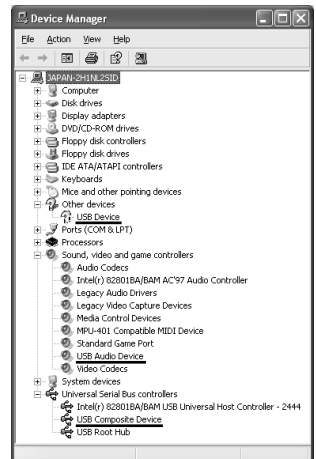 Device Manager
File Action View Help
JAPAN-2H1NL2SID
Computer
Disk drives
Display adapters
DVD/CD-ROM drives
Floppy disk controllers
Floppy disk drives
IDE ATA/ATAPI controllers
Keyboards
Mice and other pointing devices
Other devices
USB Device
Ports (COM & LPT)
Processors
Sound, video and game controllers
Audio Codecs
Intel(r) 82801BA/BAM AC'97 Audio Controller
Legacy Audio Drivers
Legacy Video Capture Devices
Media Control Devices
MPU-401 Compatible MIDI Device
Standard Game Port
USB Audio Device
Video Codecs
System devices
Universal Serial Bus controllers
Intel(r) 82801BA/BAM USB Universal Host Controller - 2444
USB Composite Device
USB Root Hub